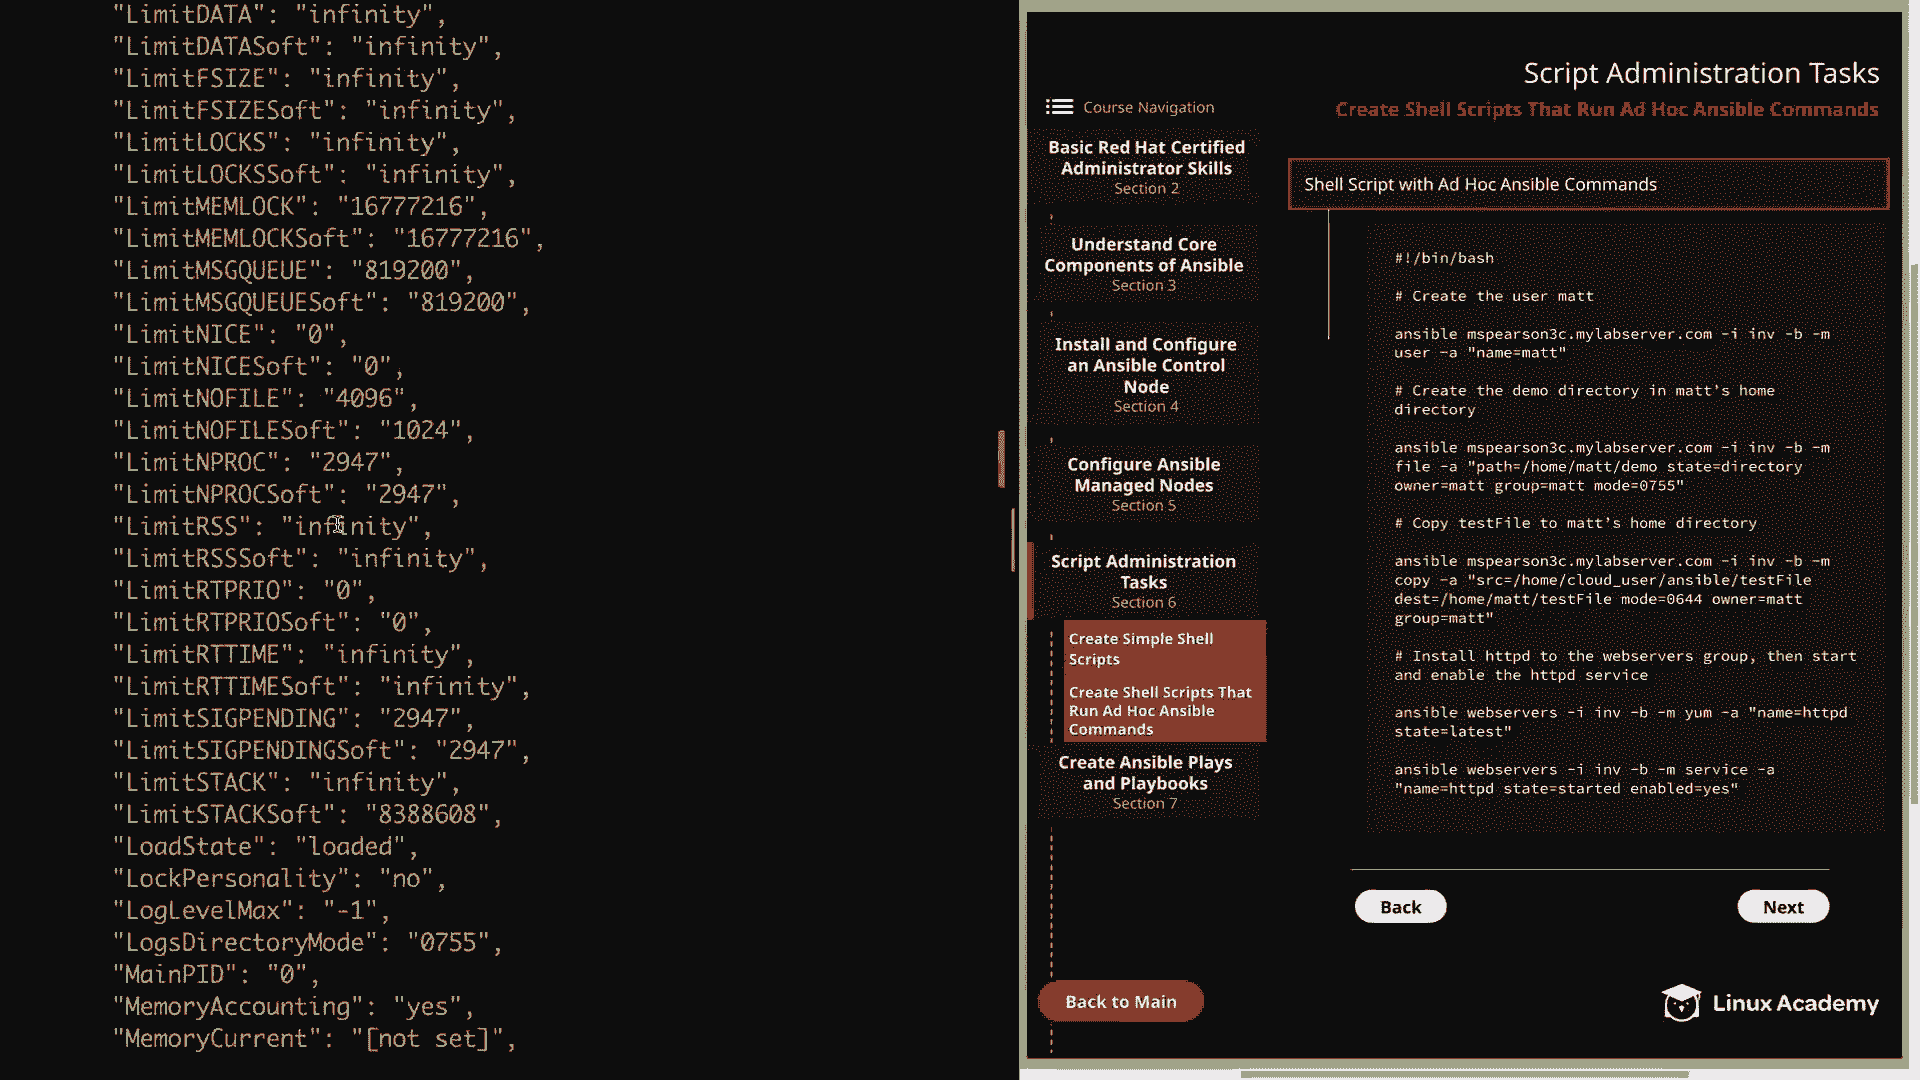 "LimitDATA": "infinity",
"LimitDATASoft": "infinity",
"LimitFSIZE": "infinity",
"LimitFSIZESoft": "infinity",
"LimitLOCKS": "infinity",
"LimitLOCKSSoft": "infinity",
"LimitMEMLOCK": "16777216",
"LimitMEMLOCKSoft": "16777216",
"LimitMSGQUEUE": "819200",
"LimitMSGQUEUESoft": "819200",
"LimitNICE": "0",
"LimitNICESoft": "0",
"LimitNOFILE": "4096",
"LimitNOFILESoft": "1024",
"LimitNPROC": "2947",
"LimitNPROCSoft": "2947",
"LimitRSS": "infinity",
"LimitRSSSoft": "infinity",
"LimitRTPRIO": "0",
"LimitRTPRIOSoft": "0",
"LimitRTTIME": "infinity",
"LimitRTTIMESoft": "infinity",
"LimitSIGPENDING": "2947",
"LimitSIGPENDINGSoft": "2947",
"LimitSTACK": "infinity",
"LimitSTACKSoft": "8388608",
"LoadState": "loaded",
"LockPersonality": "no",
"LogLevelMax": "-1",
"LogsDirectoryMode": "0755",
"MainPID": "0",
"MemoryAccounting": "yes",
"MemoryCurrent": "[not set]",
Script Administration Tasks
Create Shell Scripts That Run Ad Hoc Ansible Commands
Course Navigation
Basic Red Hat Certified
Administrator Skills
Section 2
Understand Core
Components of Ansible
Section 3
Install and Configure
an Ansible Control
Node
Section 4
Configure Ansible
Managed Nodes
Section 5
Script Administration
Tasks
Section 6
Create Simple Shell
Scripts
Create Shell Scripts That
Run Ad Hoc Ansible
Commands
Create Ansible Plays
and Playbooks
Section 7
Back to Main
Shell Script with Ad Hoc Ansible Commands
#!/bin/bash
# Create the user matt
ansible mspearson3c.mylabserver.com -i inv -b -m
user -a "name=matt"
# Create the demo directory in matt's home
directory
ansible mspearson3c.mylabserver.com -i inv -b -m
file -a "path=/home/matt/demo state=directory
owner=matt group=matt mode=0755"
# Copy testFile to matt's home directory
ansible mspearson3c.mylabserver.com -i inv -b -m
copy -a "src=/home/cloud_user/ansible/testFile
dest=/home/matt/testFile mode=0644 owner=matt
group=matt"
# Install httpd to the webservers group, then start
and enable the httpd service
ansible webservers -i inv -b -m yum -a "name=httpd
state=latest"
ansible webservers -i inv -b -m service -a
"name=httpd state=started enabled=yes"
Back
Next
Linux Academy